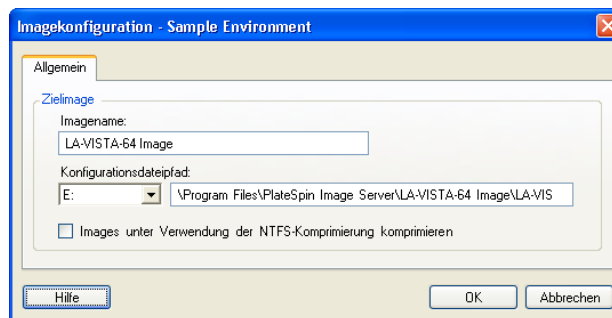 Imagekonfiguration - Sample Environment
Allgemein
Zielimage
Imagename:
LA-VISTA-64 Image
Konfigurationsdateipfad:
E: \Program Files\PlateSpin Image Server\LA-VISTA-64 Image\LA-VIS
Images unter Verwendung der NTFS-Komprimierung komprimieren
Hilfe OK Abbrechen